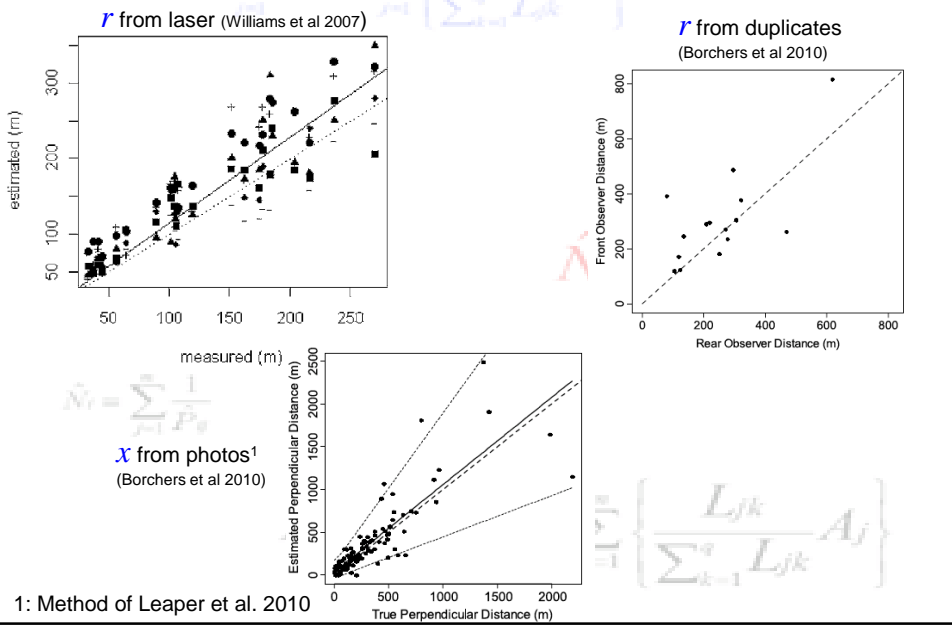 r from laser (Williams et al 2007)
estimated (m)
300
200
100
50
50 100 150 200 250
measured (m)
r from duplicates
(Borchers et al 2010)
Front Observer Distance (m)
800
600
400
200
0
0 200 400 600 800
Rear Observer Distance (m)
x from photos1
(Borchers et al 2010)
Estimated Perpendicular Distance (m)
2500
2000
1500
1000
500
0
0 500 1000 1500 2000
True Perpendicular Distance (m)
1: Method of Leaper et al. 2010